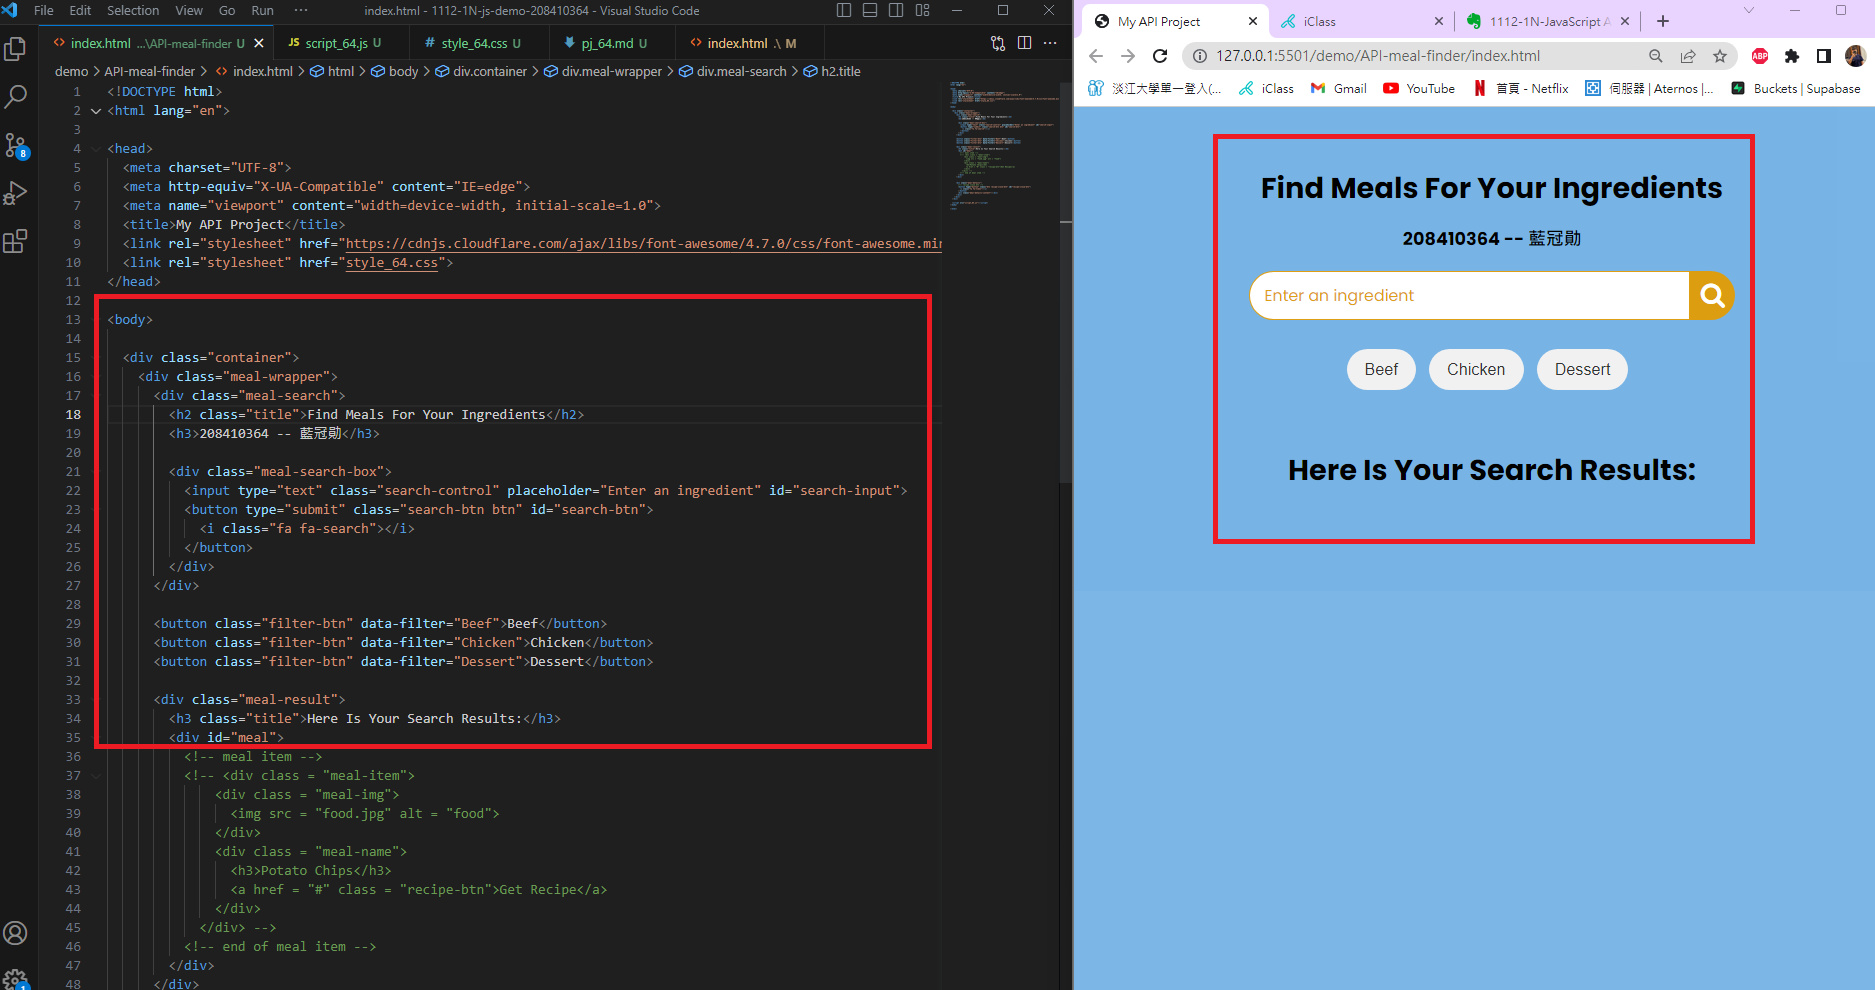 File Edit Selection View Go Run ··· index.html - 1112-1N-js-demo-208410364 - Visual Studio Code
index.html ...\API-meal-finder U JS script_64.js U # style_64.css U pj_64.md U index.html .\ M
demo > API-meal-finder > index.html > html > body > div.container > div.meal-wrapper > div.meal-search > h2.title
1 <!DOCTYPE html>
2 <html lang="en">
3
4 <head>
5 <meta charset="UTF-8">
6 <meta http-equiv="X-UA-Compatible" content="IE=edge">
7 <meta name="viewport" content="width=device-width, initial-scale=1.0">
8 <title>My API Project</title>
9 <link rel="stylesheet" href="https://cdnjs.cloudflare.com/ajax/libs/font-awesome/4.7.0/css/font-awesome.min
10 <link rel="stylesheet" href="style_64.css">
11 </head>
12
13 <body>
14
15 <div class="container">
16 <div class="meal-wrapper">
17 <div class="meal-search">
18 <h2 class="title">Find Meals For Your Ingredients</h2>
19 <h3>208410364 -- 藍冠勛</h3>
20
21 <div class="meal-search-box">
22 <input type="text" class="search-control" placeholder="Enter an ingredient" id="search-input">
23 <button type="submit" class="search-btn btn" id="search-btn">
24 <i class="fa fa-search"></i>
25 </button>
26 </div>
27 </div>
28
29 <button class="filter-btn" data-filter="Beef">Beef</button>
30 <button class="filter-btn" data-filter="Chicken">Chicken</button>
31 <button class="filter-btn" data-filter="Dessert">Dessert</button>
32
33 <div class="meal-result">
34 <h3 class="title">Here Is Your Search Results:</h3>
35 <div id="meal">
36 <!-- meal item -->
37 <!-- <div class = "meal-item">
38 <div class = "meal-img">
39 <img src = "food.jpg" alt = "food">
40 </div>
41 <div class = "meal-name">
42 <h3>Potato Chips</h3>
43 <a href = "#" class = "recipe-btn">Get Recipe</a>
44 </div>
45 </div> -->
46 <!-- end of meal item -->
47 </div>
48 </div>
8
1
My API Project iClass 1112-1N-JavaScript A
127.0.0.1:5501/demo/API-meal-finder/index.html ABP
淡江大學單一登入(... iClass Gmail YouTube 首頁 - Netflix 伺服器 | Aternos |... Buckets | Supabase
Find Meals For Your Ingredients
208410364 -- 藍冠勛
Enter an ingredient
Beef Chicken Dessert
Here Is Your Search Results: